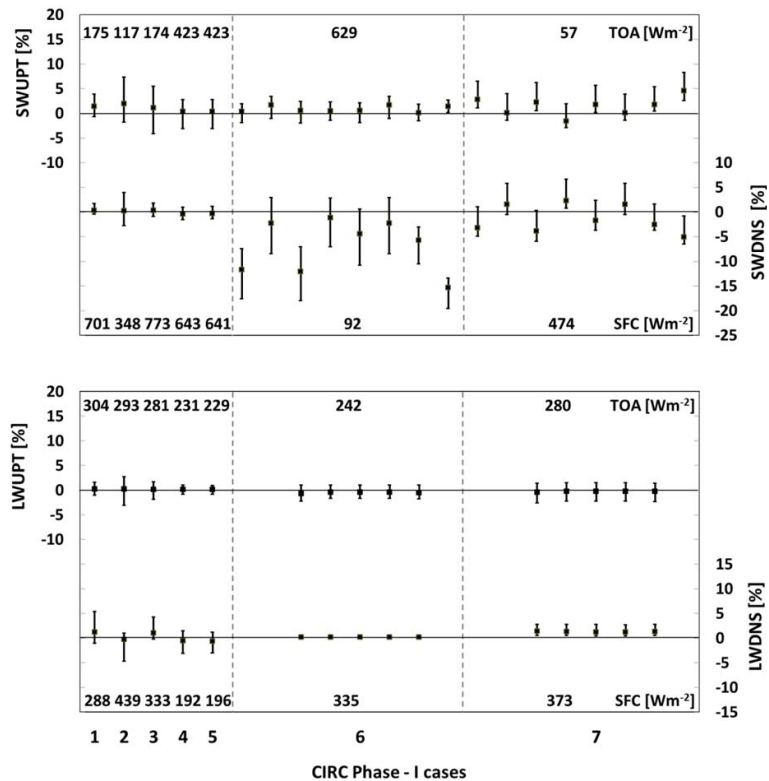 20
175 117 174 423 423 629 57 TOA [Wm-2]
15
10
5
0
-5
-10
SWUPT [%]
10
5
0
-5
-10
-15
-20
-25
SWDNS [%]
701 348 773 643 641 92 474 SFC [Wm-2]
20
304 293 281 231 229 242 280 TOA [Wm-2]
15
10
5
0
-5
-10
LWUPT [%]
15
10
5
0
-5
-10
-15
LWDNS [%]
288 439 333 192 196 335 373 SFC [Wm-2]
1 2 3 4 5 6 7
CIRC Phase - I cases